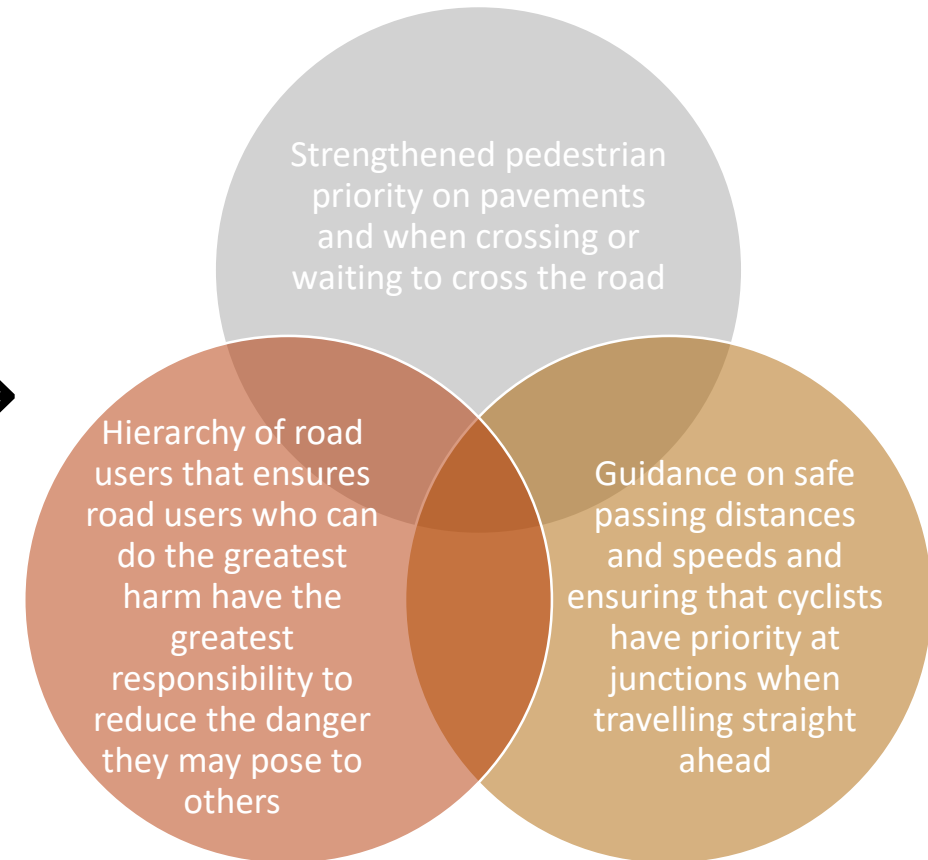 Strengthened pedestrian
priority on pavements
and when crossing or
waiting to cross the road
Hierarchy of road
users that ensures
road users who can
do the greatest
harm have the
greatest
responsibility to
reduce the danger
they may pose to
others
Guidance on safe
passing distances
and speeds and
ensuring that cyclists
have priority at
junctions when
travelling straight
ahead